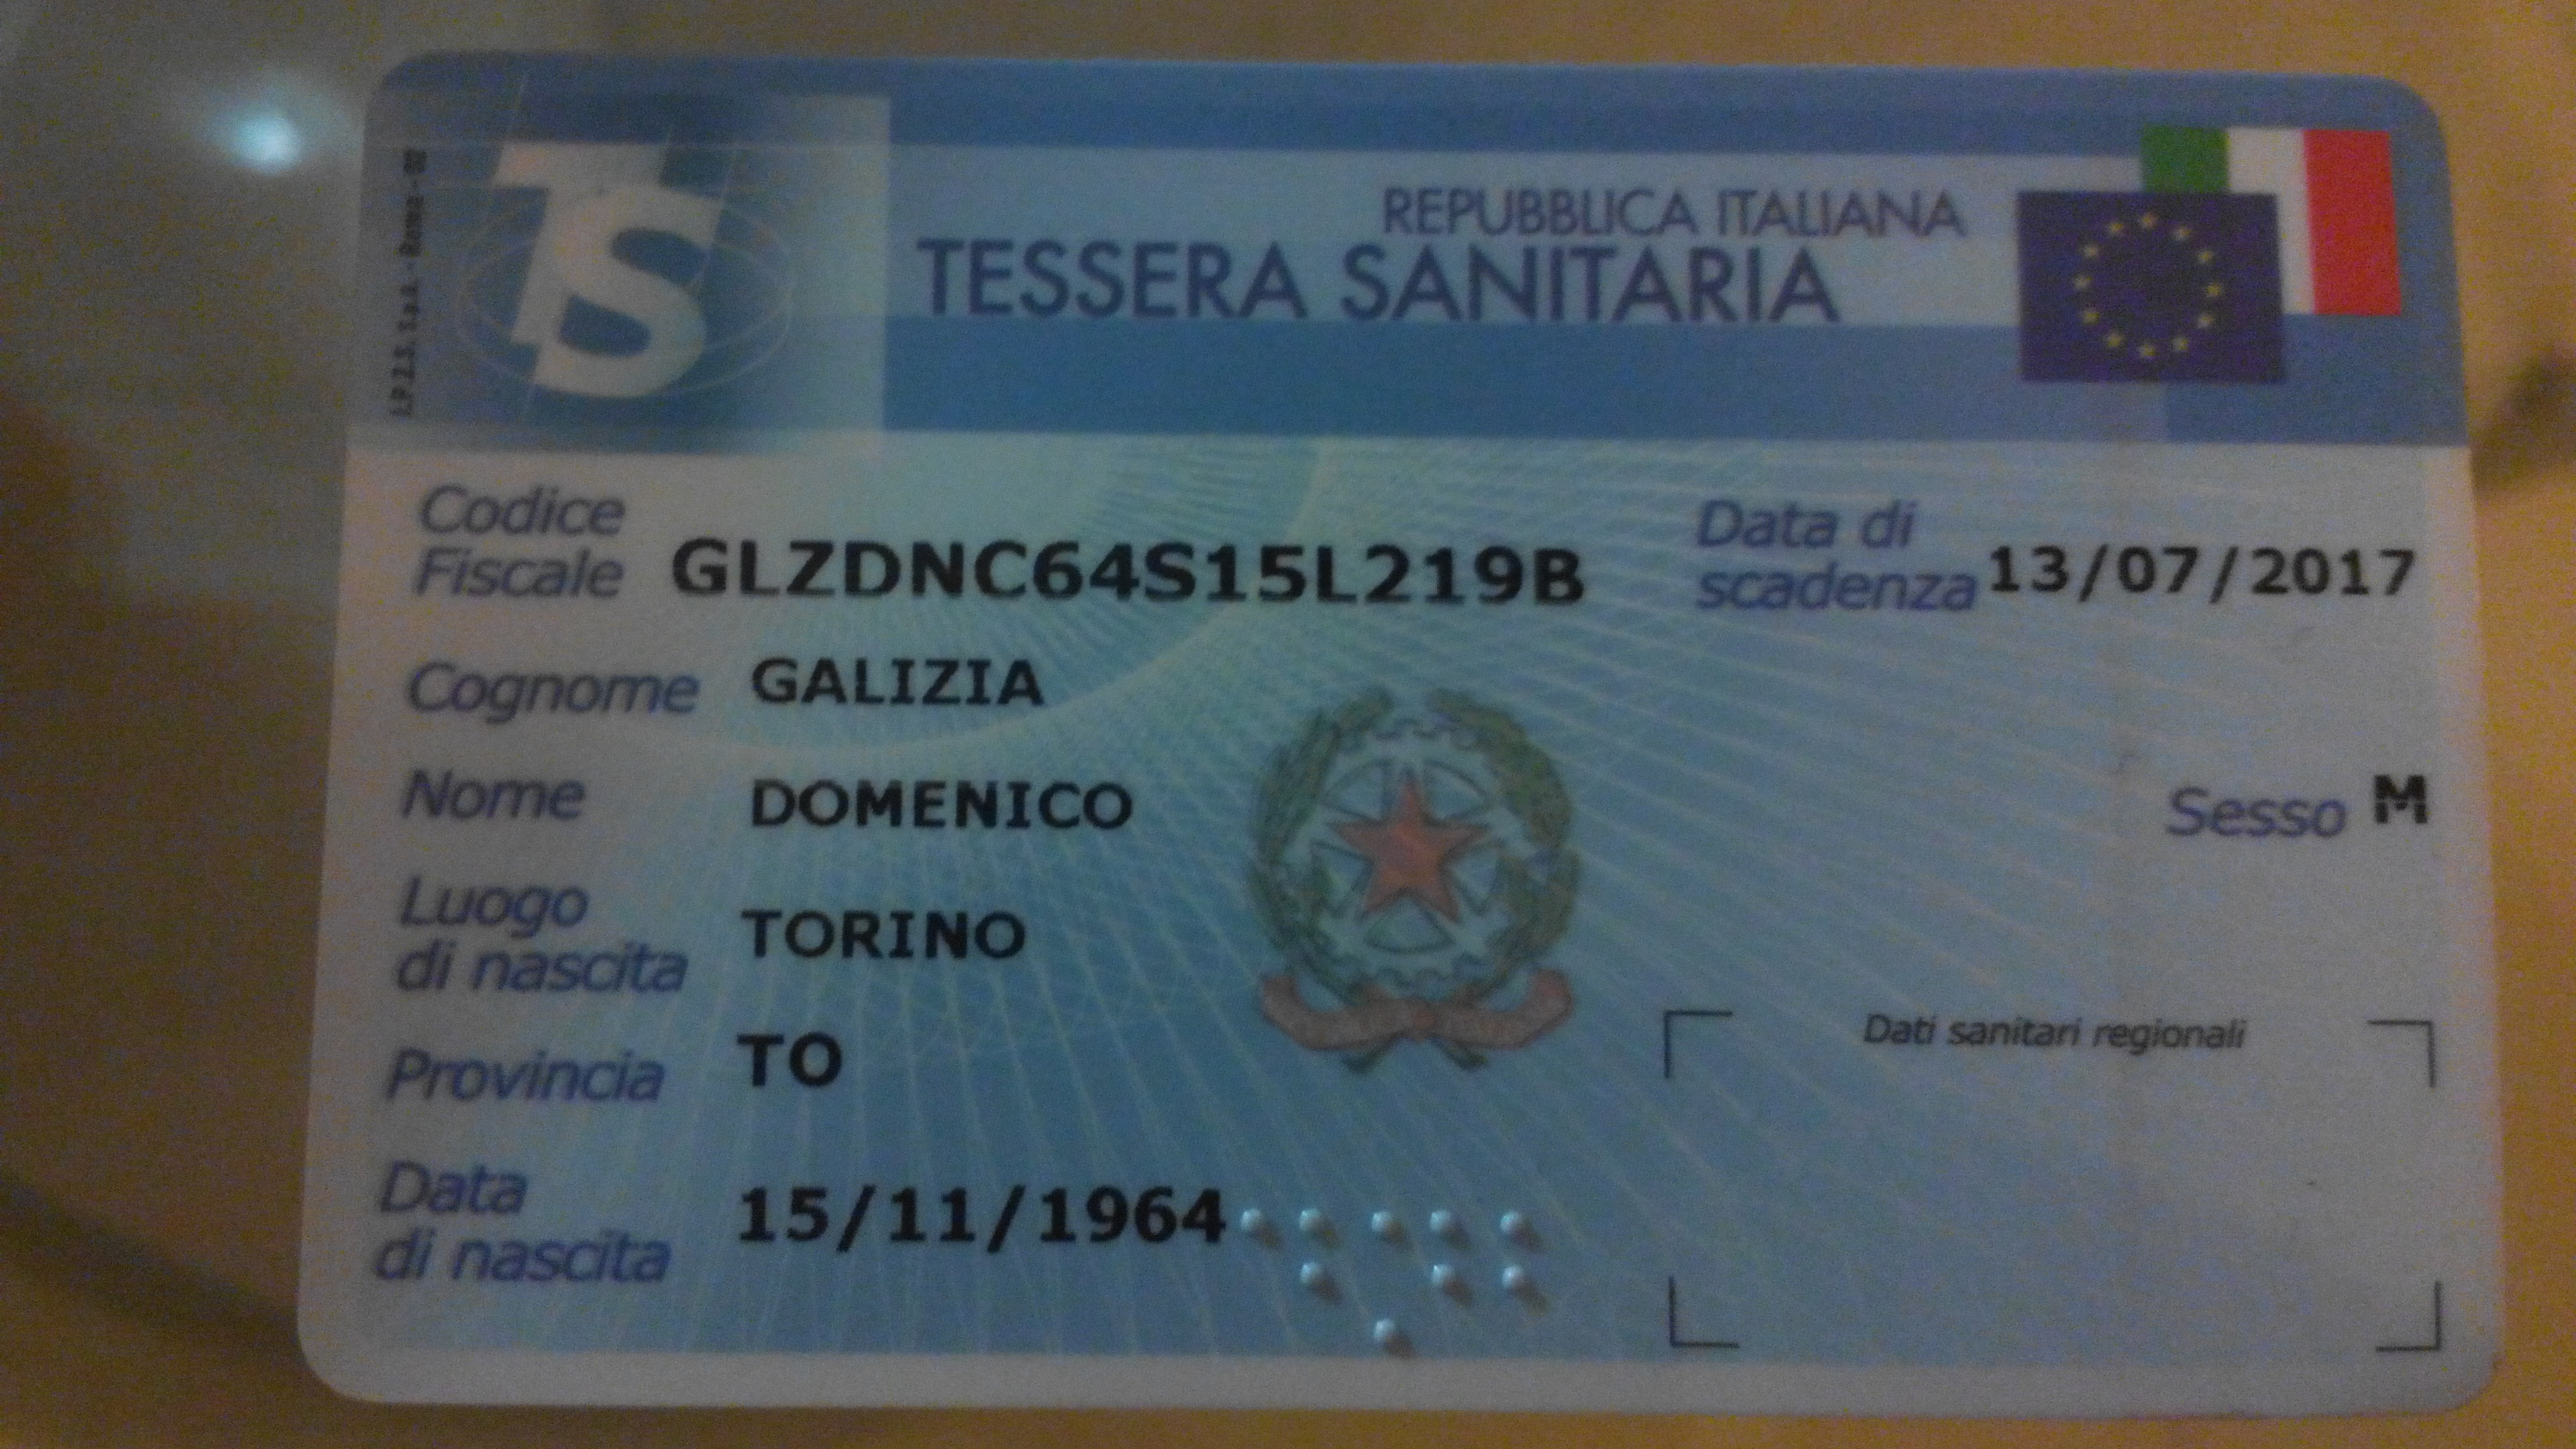 I.P.Z.S. S.p.A. - Roma - 02
TS
REPUBBLICA ITALIANA
TESSERA SANITARIA
Codice
Fiscale GLZDNC64S15L219B
Data di
scadenza 13/07/2017
Cognome GALIZIA
Nome DOMENICO
Sesso M
Luogo
di nascita TORINO
Provincia TO
Dati sanitari regionali
Data
di nascita 15/11/1964